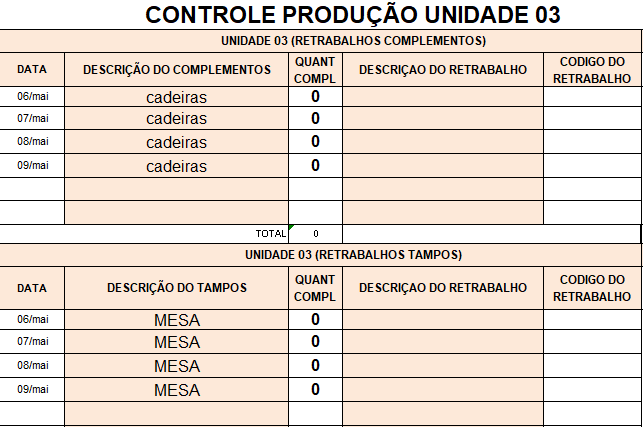 CONTROLE PRODUÇÃO UNIDADE 03
UNIDADE 03 (RETRABALHOS COMPLEMENTOS)
DATA DESCRIÇÃO DO COMPLEMENTOS QUANT COMPL DESCRIÇAO DO RETRABALHO CODIGO DO RETRABALHO
06/mai cadeiras 0
07/mai cadeiras 0
08/mai cadeiras 0
09/mai cadeiras 0
TOTAL 0
UNIDADE 03 (RETRABALHOS TAMPOS)
DATA DESCRIÇÃO DO TAMPOS QUANT COMPL DESCRIÇAO DO RETRABALHO CODIGO DO RETRABALHO
06/mai MESA 0
07/mai MESA 0
08/mai MESA 0
09/mai MESA 0